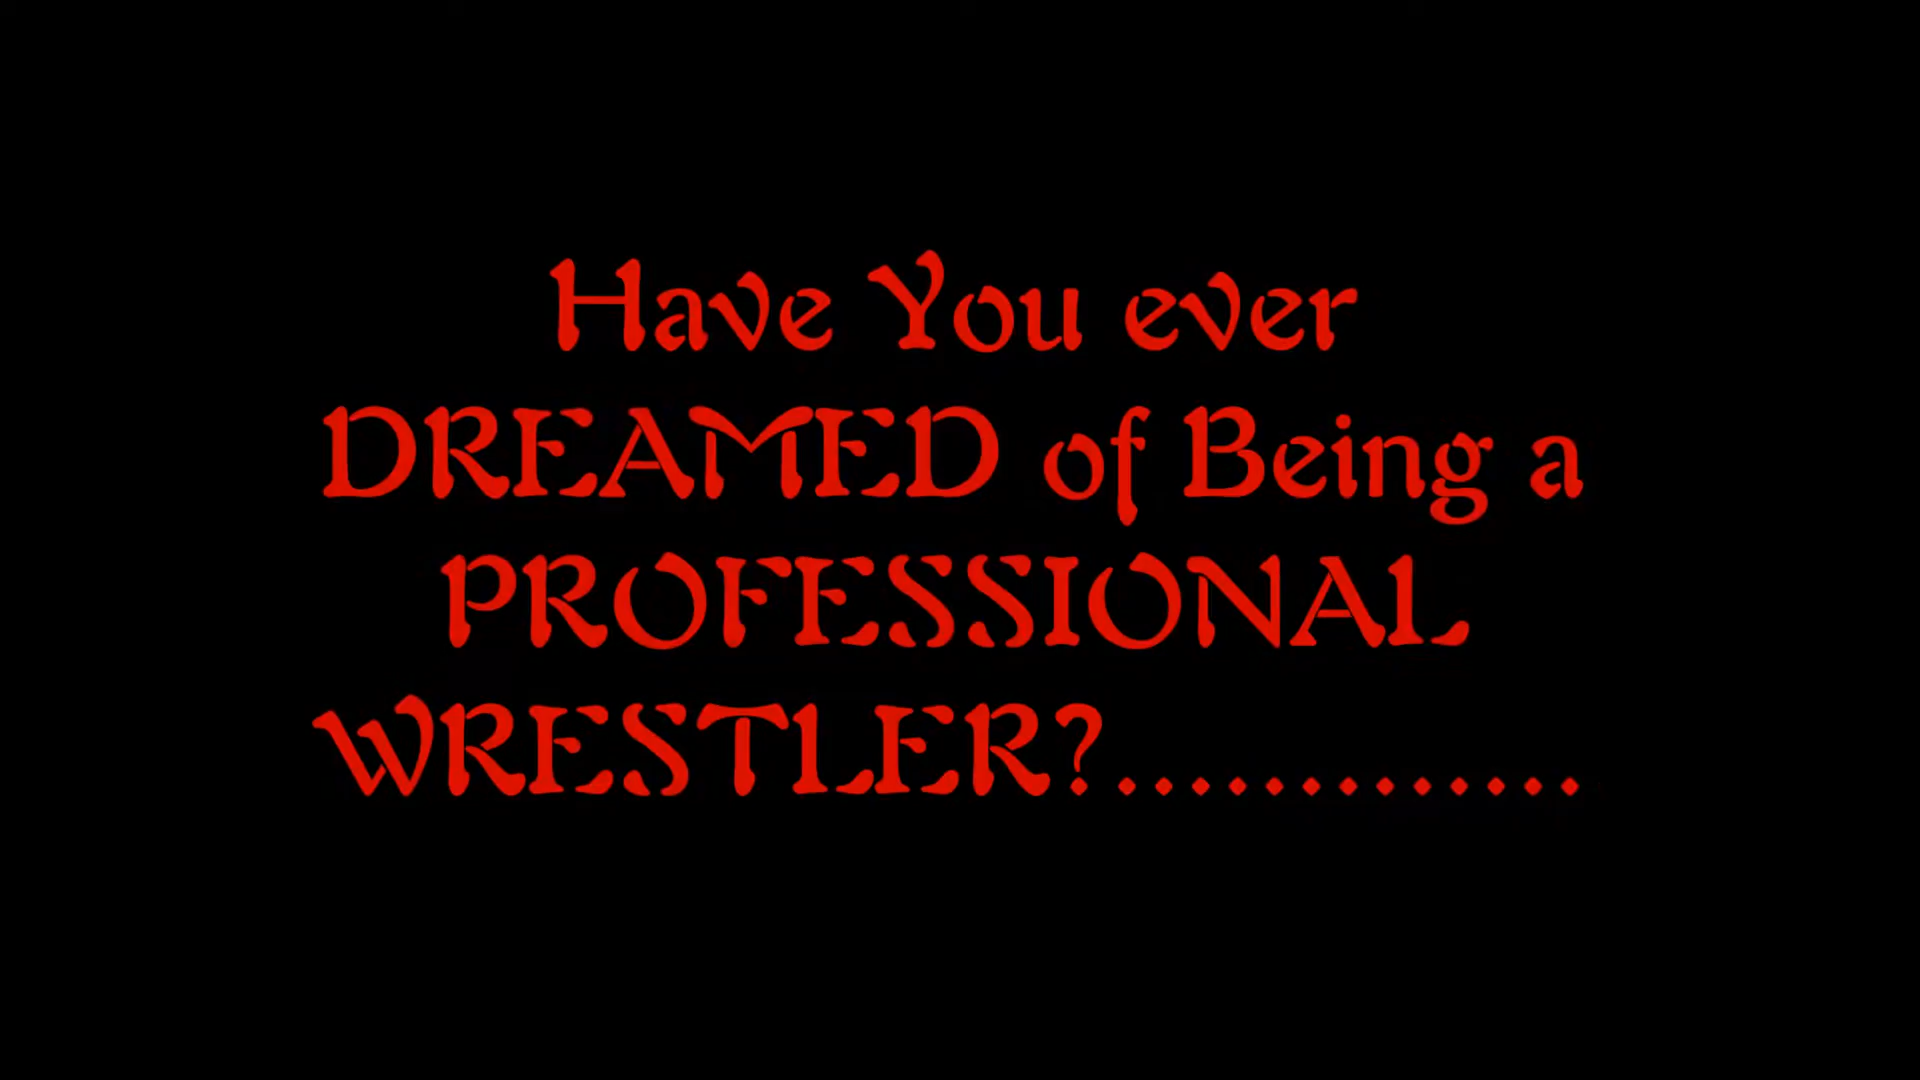 Have You ever
DREAMED of Being a
PROFESSIONAL
WRESTLER?.............